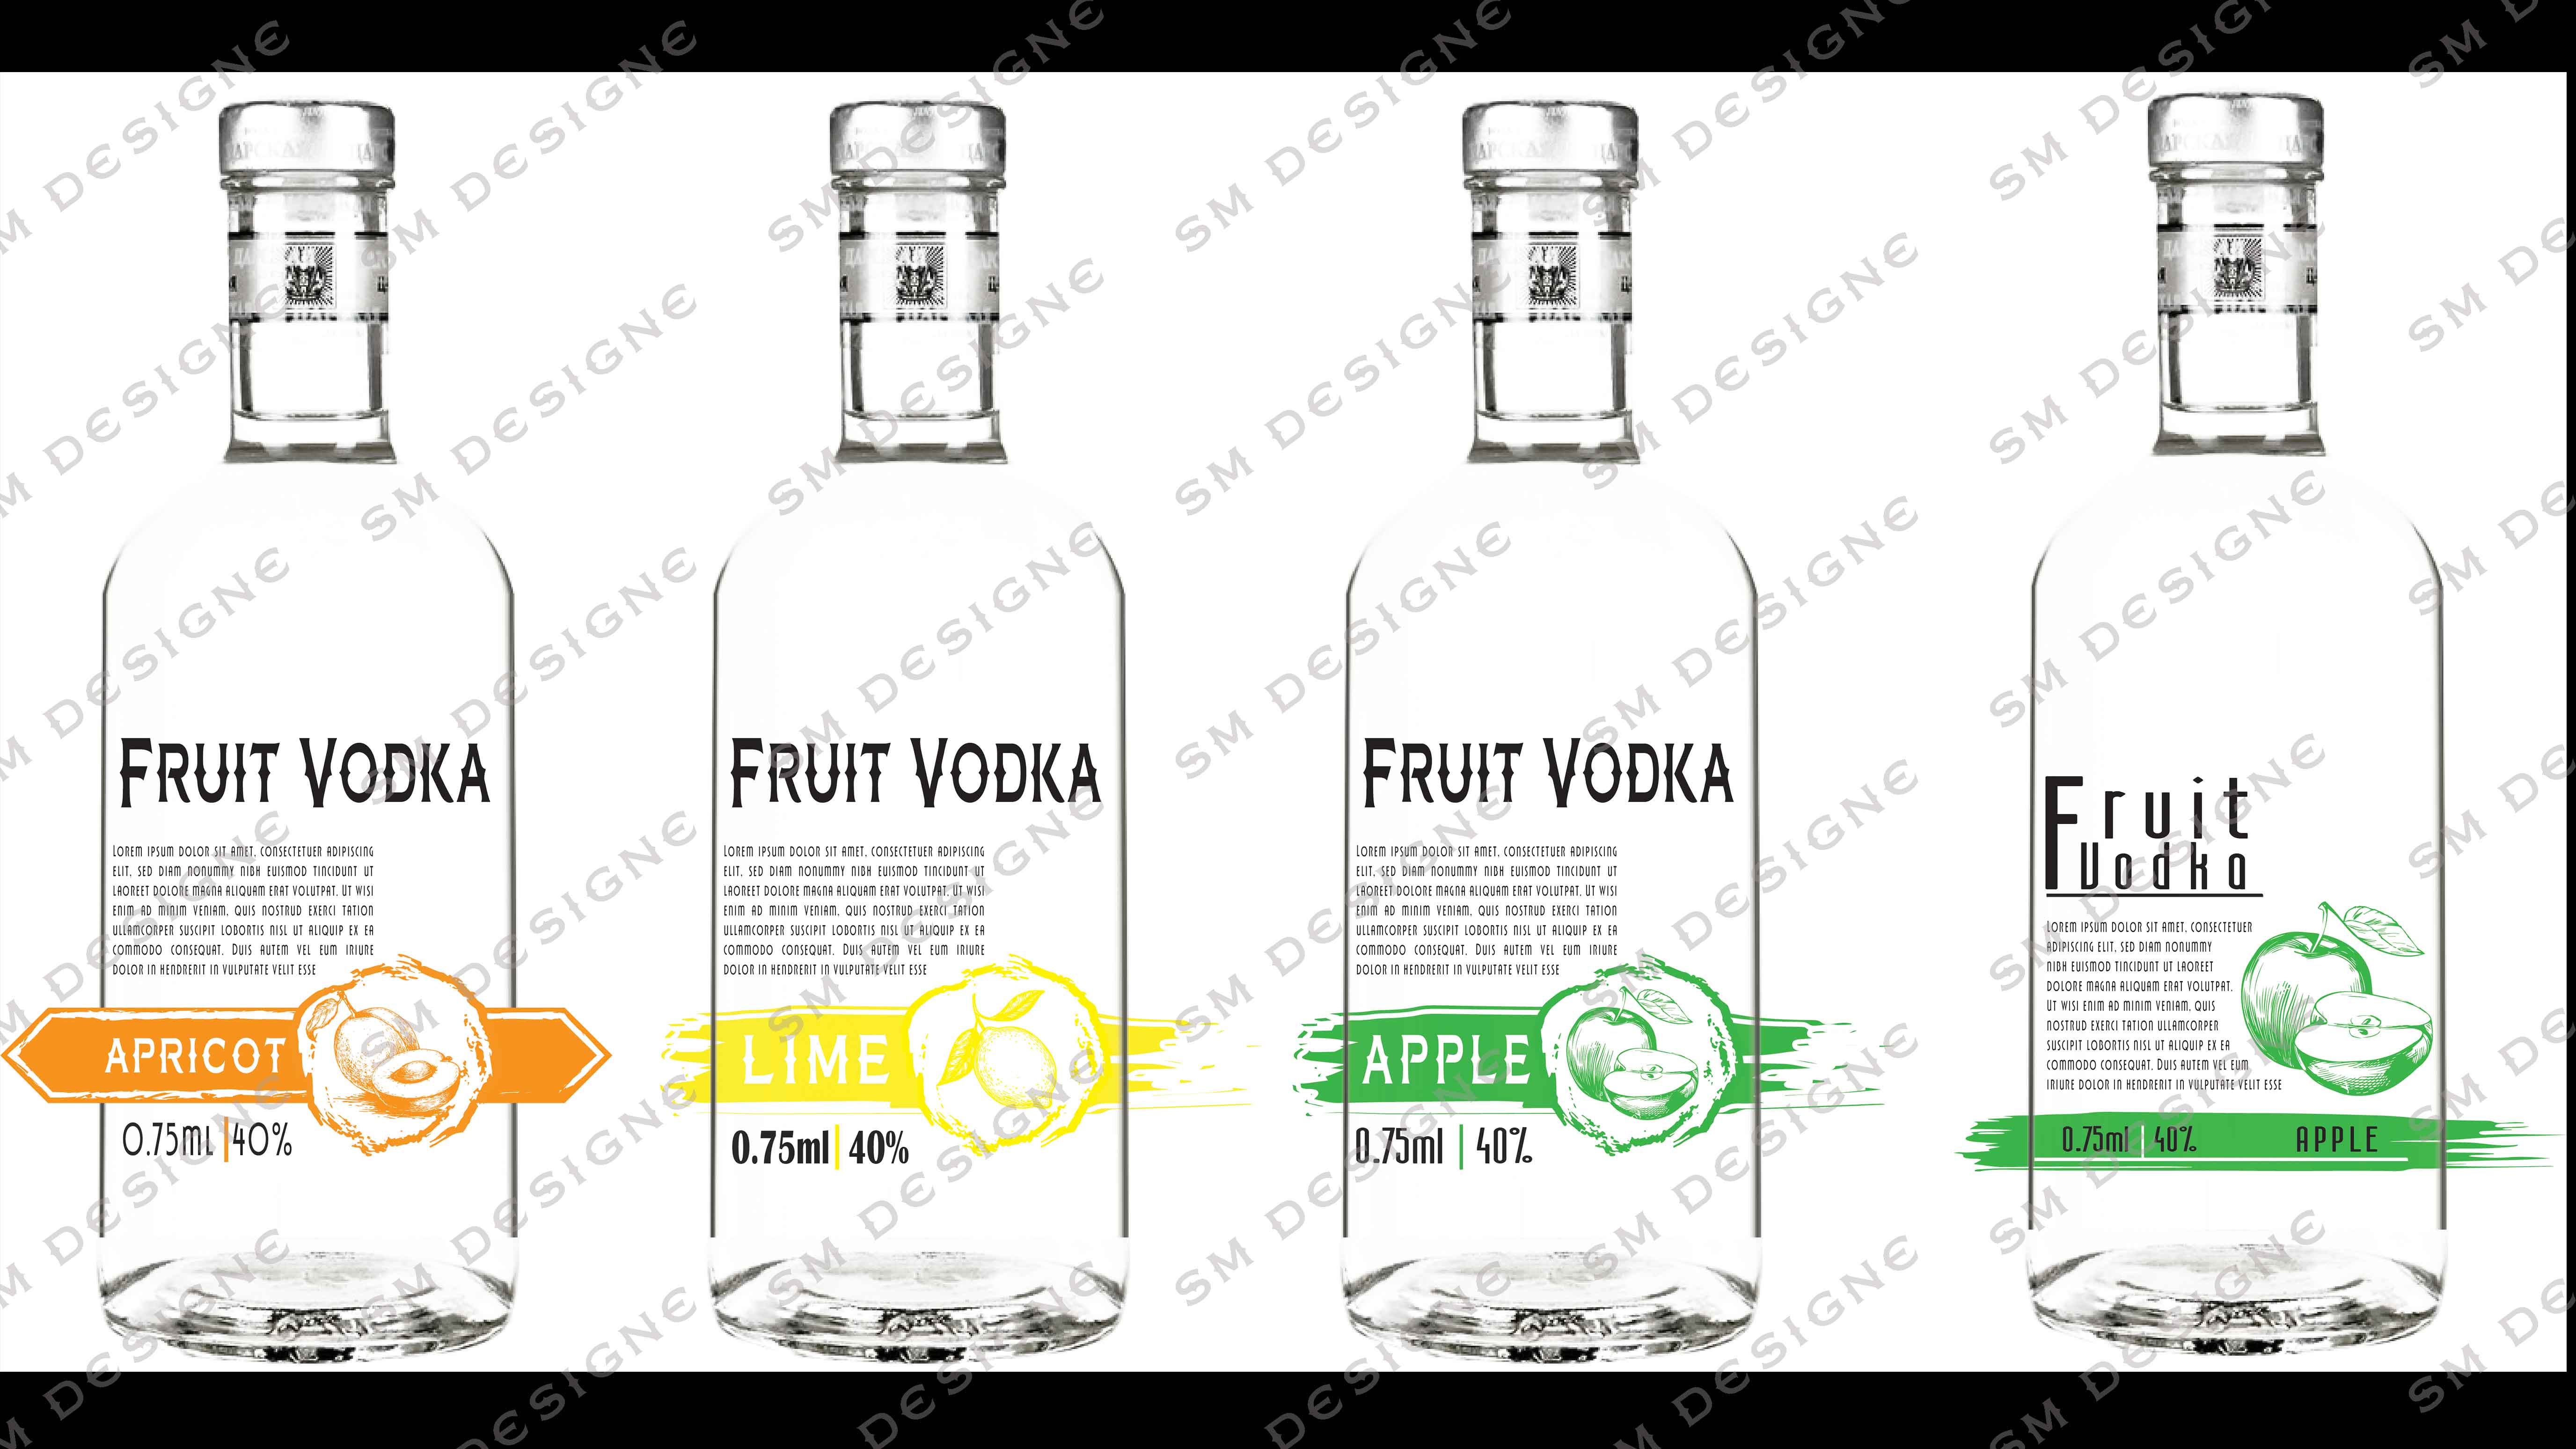 FRUIT VODKA
LOREM IPSUM DOLOR SIT AMET, CONSECTETUER ADIPISCING
ELIT, SED DIAM NONUMMY NIBH EUISMOD TINCIDUNT UT
LAOREET DOLORE MAGNA ALIQUAM ERAT VOLUTPAT. UT WISI
ENIM AD MINIM VENIAM, QUIS NOSTRUD EXERCI TATION
ULLAMCORPER SUSCIPIT LOBORTIS NISL UT ALIQUIP EX EA
COMMODO CONSEQUAT. DUIS AUTEM VEL EUM IRIURE
DOLOR IN HENDRERIT IN VULPUTATE VELIT ESSE
APRICOT
0.75ML 40%
FRUIT VODKA
LOREM IPSUM DOLOR SIT AMET, CONSECTETUER ADIPISCING
ELIT, SED DIAM NONUMMY NIBH EUISMOD TINCIDUNT UT
LAOREET DOLORE MAGNA ALIQUAM ERAT VOLUTPAT. UT WISI
ENIM AD MINIM VENIAM, QUIS NOSTRUD EXERCI TATION
ULLAMCORPER SUSCIPIT LOBORTIS NISL UT ALIQUIP EX EA
COMMODO CONSEQUAT. DUIS AUTEM VEL EUM IRIURE
DOLOR IN HENDRERIT IN VULPUTATE VELIT ESSE
LIME
0.75ml 40%
FRUIT VODKA
LOREM IPSUM DOLOR SIT AMET, CONSECTETUER ADIPISCING
ELIT, SED DIAM NONUMMY NIBH EUISMOD TINCIDUNT UT
LAOREET DOLORE MAGNA ALIQUAM ERAT VOLUTPAT. UT WISI
ENIM AD MINIM VENIAM, QUIS NOSTRUD EXERCI TATION
ULLAMCORPER SUSCIPIT LOBORTIS NISL UT ALIQUIP EX EA
COMMODO CONSEQUAT. DUIS AUTEM VEL EUM IRIURE
DOLOR IN HENDRERIT IN VULPUTATE VELIT ESSE
APPLE
0.75ml 40%
Fruit
Vodka
LOREM IPSUM DOLOR SIT AMET, CONSECTETUER
ADIPISCING ELIT, SED DIAM NONUMMY
NIBH EUISMOD TINCIDUNT UT LAOREET
DOLORE MAGNA ALIQUAM ERAT VOLUTPAT.
UT WISI ENIM AD MINIM VENIAM, QUIS
NOSTRUD EXERCI TATION ULLAMCORPER
SUSCIPIT LOBORTIS NISL UT ALIQUIP EX EA
COMMODO CONSEQUAT. DUIS AUTEM VEL EUM
IRIURE DOLOR IN HENDRERIT IN VULPUTATE VELIT ESSE
0.75ml 40% APPLE
SM DESIGNE